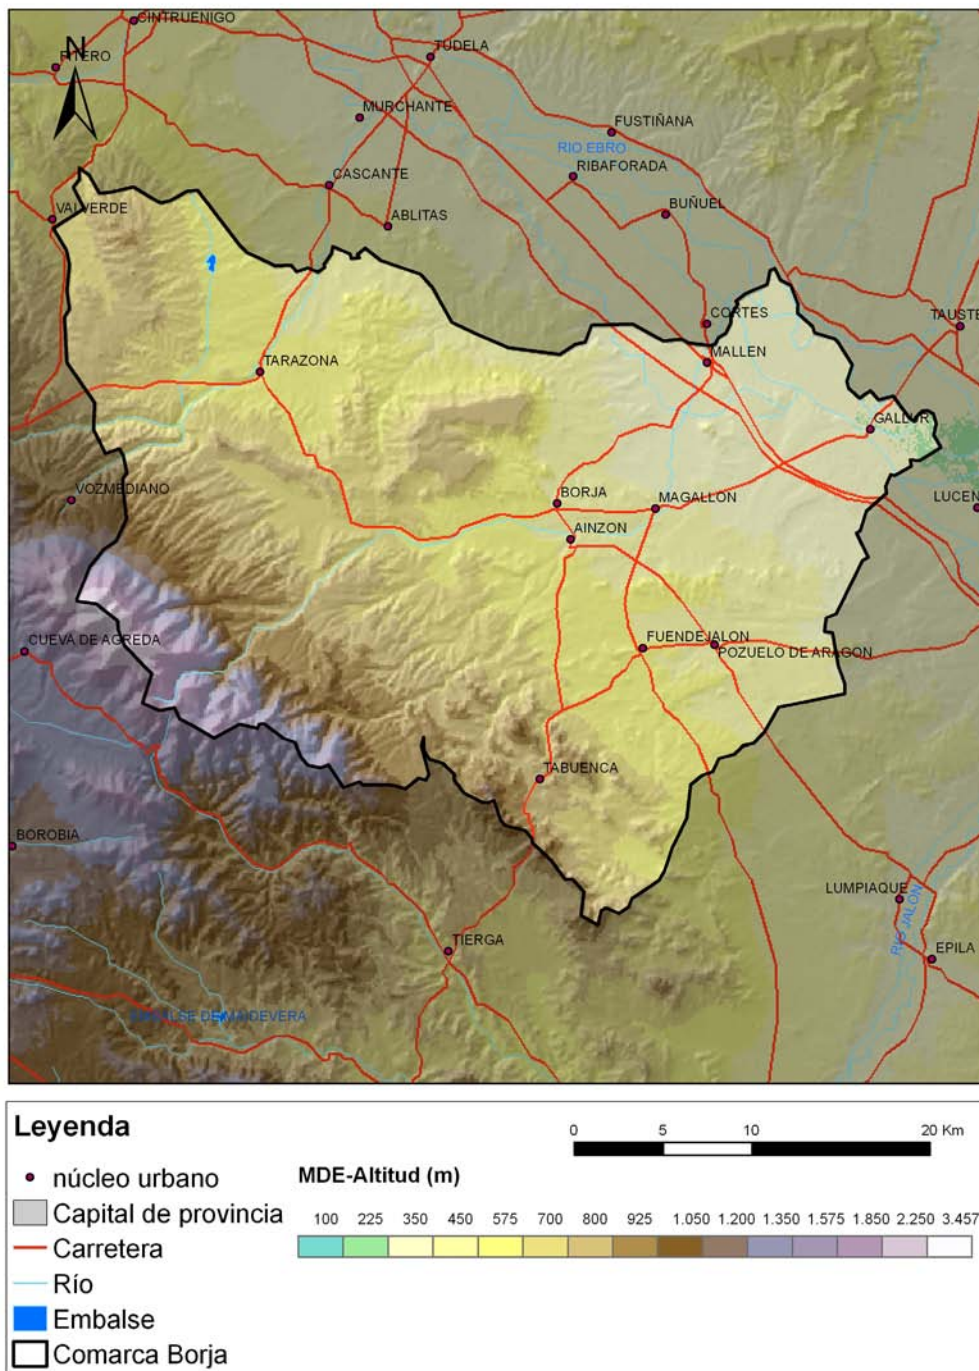 CINTRUENIGO
N
TUDELA
MURCHANTE
FUSTIÑANA
RIO EBRO
RIBAFORADA
CASCANTE
BUÑUEL
VALVERDE
ABLITAS
CORTES
TAUSTE
MALLEN
TARAZONA
GALLUR
VOZMEDIANO
BORJA
MAGALLON
LUCEN
AINZON
CUEVA DE AGREDA
FUENDEJALON
POZUELO DE ARAGON
TABUENCA
BOROBIA
LUMPIAQUE
RIO JALON
TIERGA
EPILA
EMBALSE DE MAIDEVERA
Leyenda
0 5 10 20 Km
núcleo urbano
MDE-Altitud (m)
Capital de provincia
100 225 350 450 575 700 800 925 1.050 1.200 1.350 1.575 1.850 2.250 3.457
Carretera
Río
Embalse
Comarca Borja